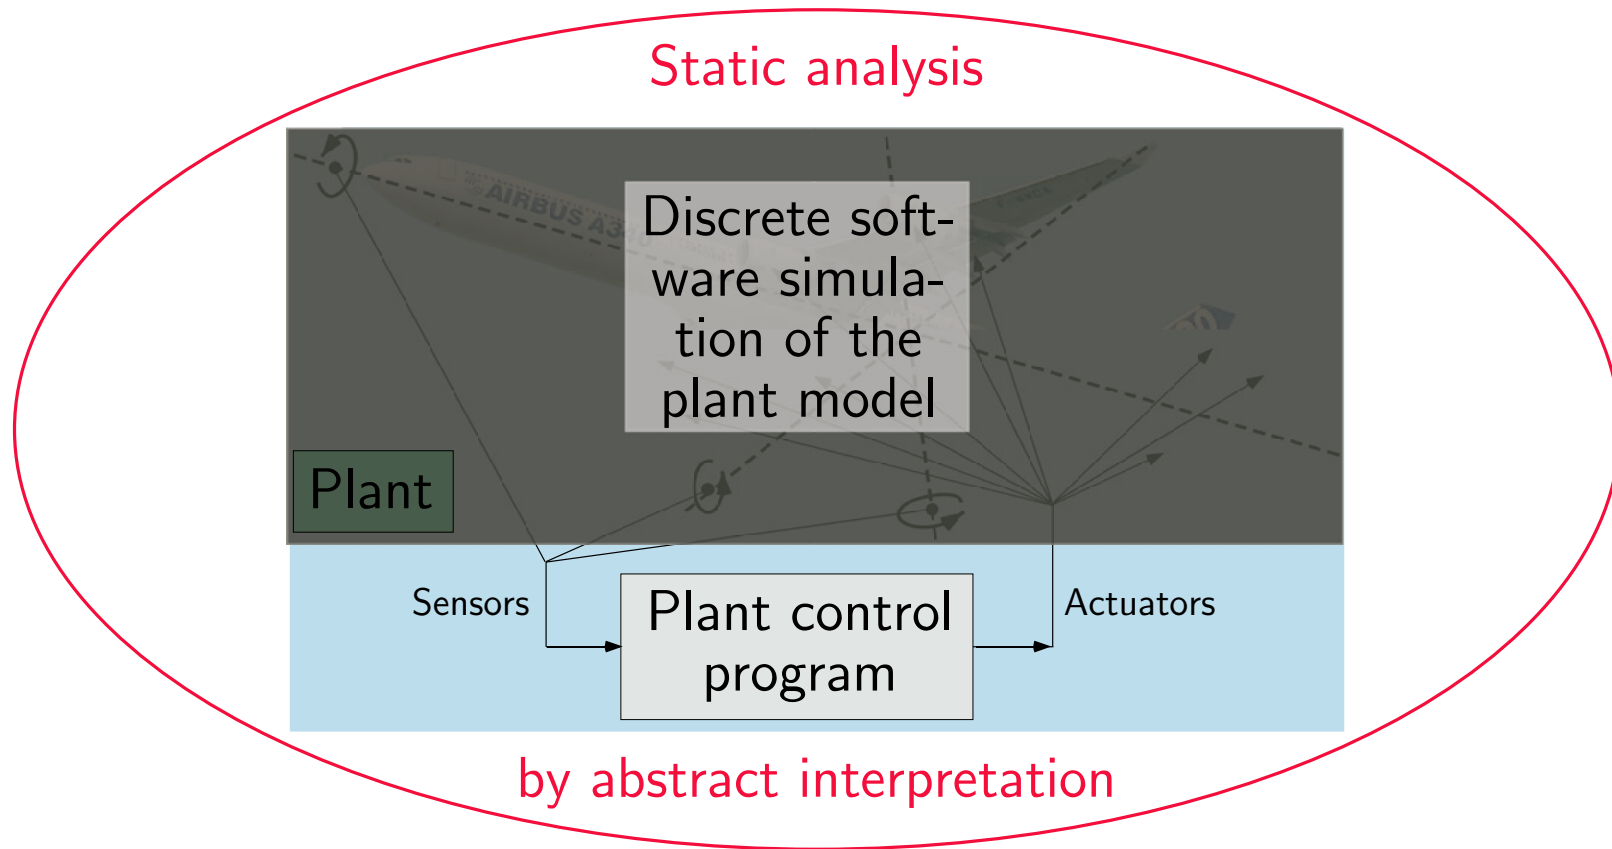 Static analysis
AIRBUS A340
Discrete soft-
ware simula-
tion of the
plant model
Plant
Sensors
Plant control
program
Actuators
by abstract interpretation